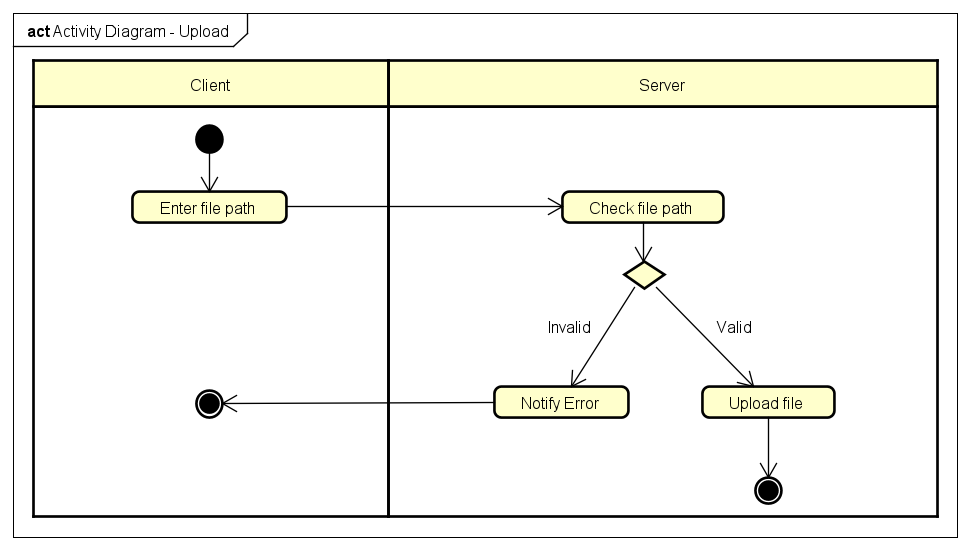 act Activity Diagram - Upload
Client
Server
Enter file path
Check file path
Invalid
Valid
Notify Error
Upload file